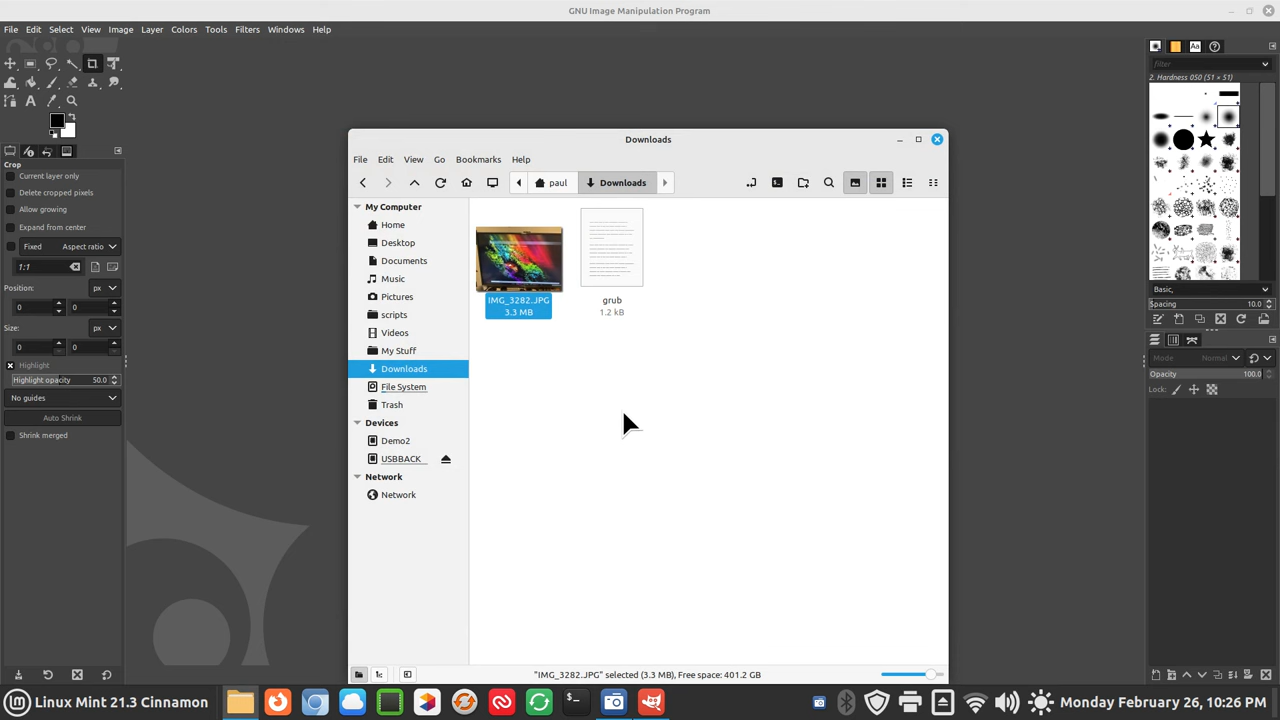 GNU Image Manipulation Program
File Edit Select View Image Layer Colors Tools Filters Windows Help
filter
2. Hardness 050 (51 × 51)
Crop
Current layer only
Delete cropped pixels
Allow growing
Expand from center
Fixed Aspect ratio
1:1
Position: px
0 0
Size: px
0 0
Highlight
Highlight opacity 50.0
No guides
Auto Shrink
Shrink merged
Downloads
File Edit View Go Bookmarks Help
paul Downloads
My Computer
Home
Desktop
Documents
Music
Pictures
scripts
Videos
My Stuff
Downloads
File System
Trash
Devices
Demo2
USBBACK
Network
Network
IMG_3282.JPG
3.3 MB
grub
1.2 kB
"IMG_3282.JPG" selected (3.3 MB), Free space: 401.2 GB
Basic,
Spacing 10.0
Mode Normal
Opacity 100.0
Lock:
Linux Mint 21.3 Cinnamon
Monday February 26, 10:26 PM